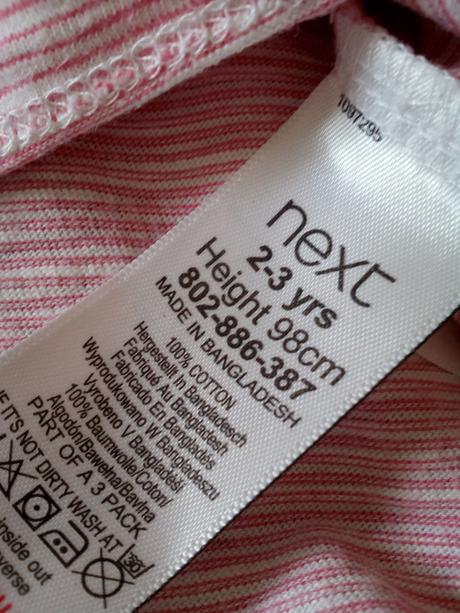 1097295
next
2-3 yrs
Height 98cm
802-886-387
MADE IN BANGLADESH
100% COTTON
Hergestellt in Bangladesch
Fabriqué Au Bangladesh
Fabricado En Bangladés
Wyprodukowano W Bangladeszu
Vyrobeno V Bangladéši
100% Baumwolle/Coton/
Algodón/Bawełna/Bavlna
PART OF A 3 PACK
IF IT'S NOT DIRTY WASH AT 30°
inside out